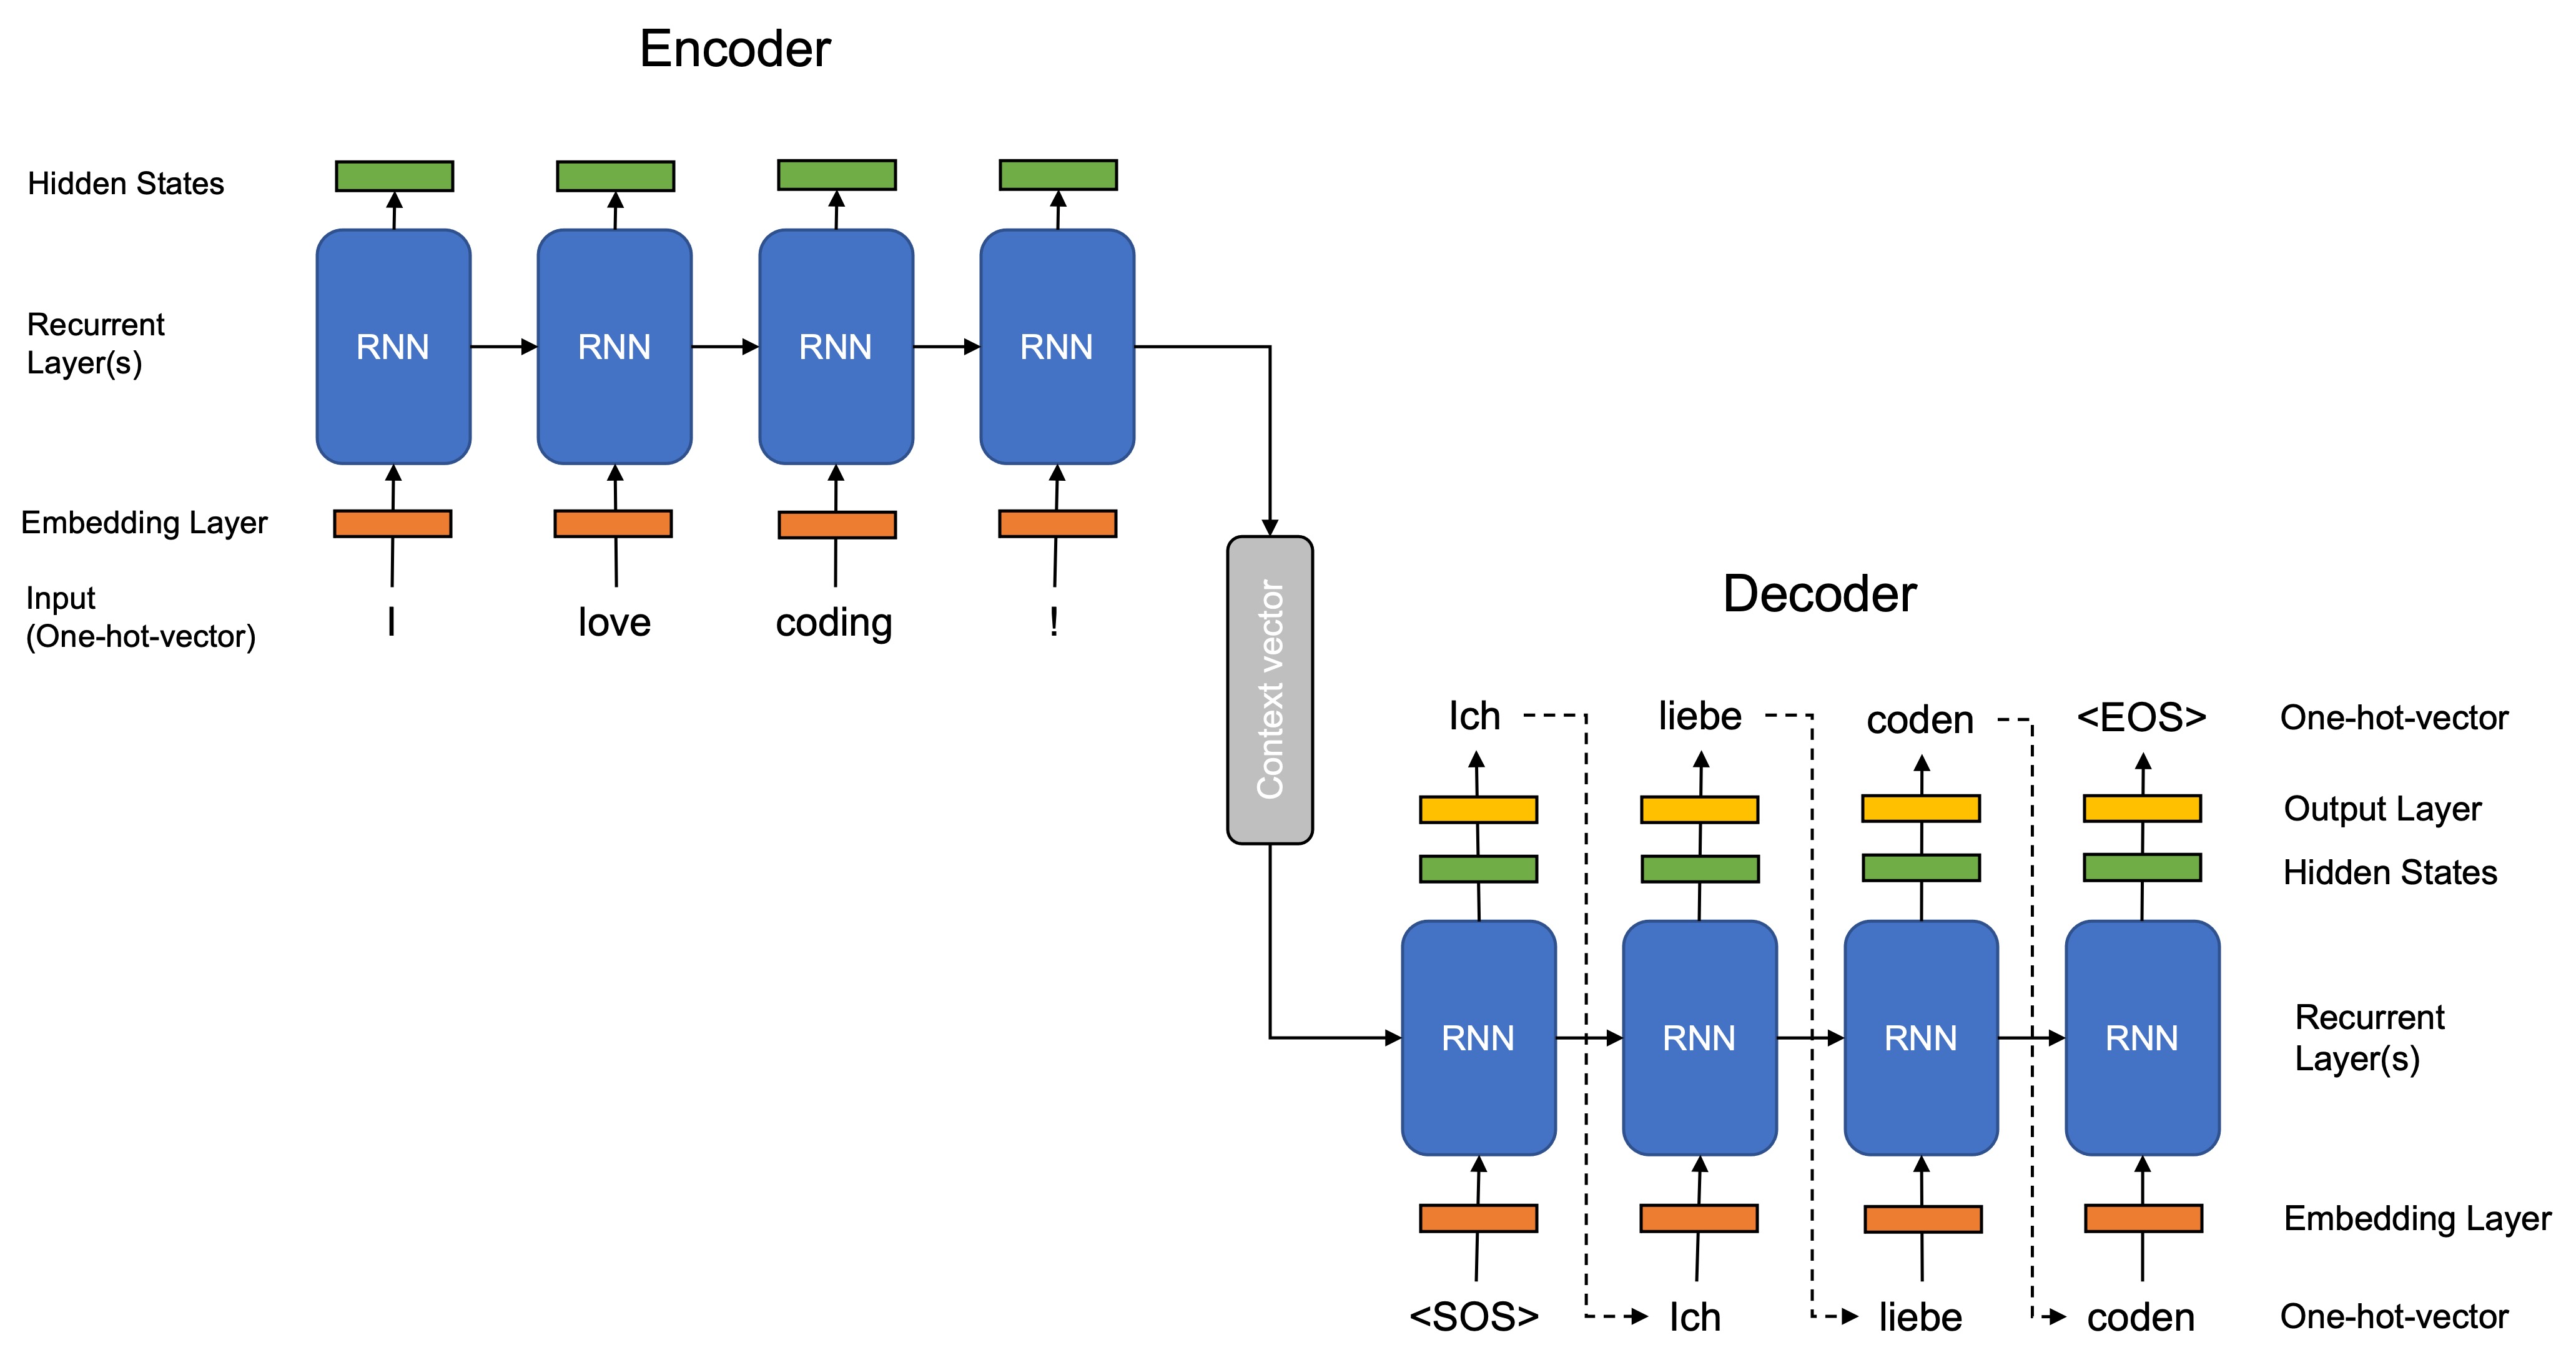 Encoder
Hidden States
Recurrent
Layer(s)
RNN RNN RNN RNN
Embedding Layer
Input
(One-hot-vector)
I love coding !
Context vector
Decoder
Ich liebe coden <EOS> One-hot-vector
Output Layer
Hidden States
RNN RNN RNN RNN
Recurrent
Layer(s)
Embedding Layer
<SOS> Ich liebe coden One-hot-vector